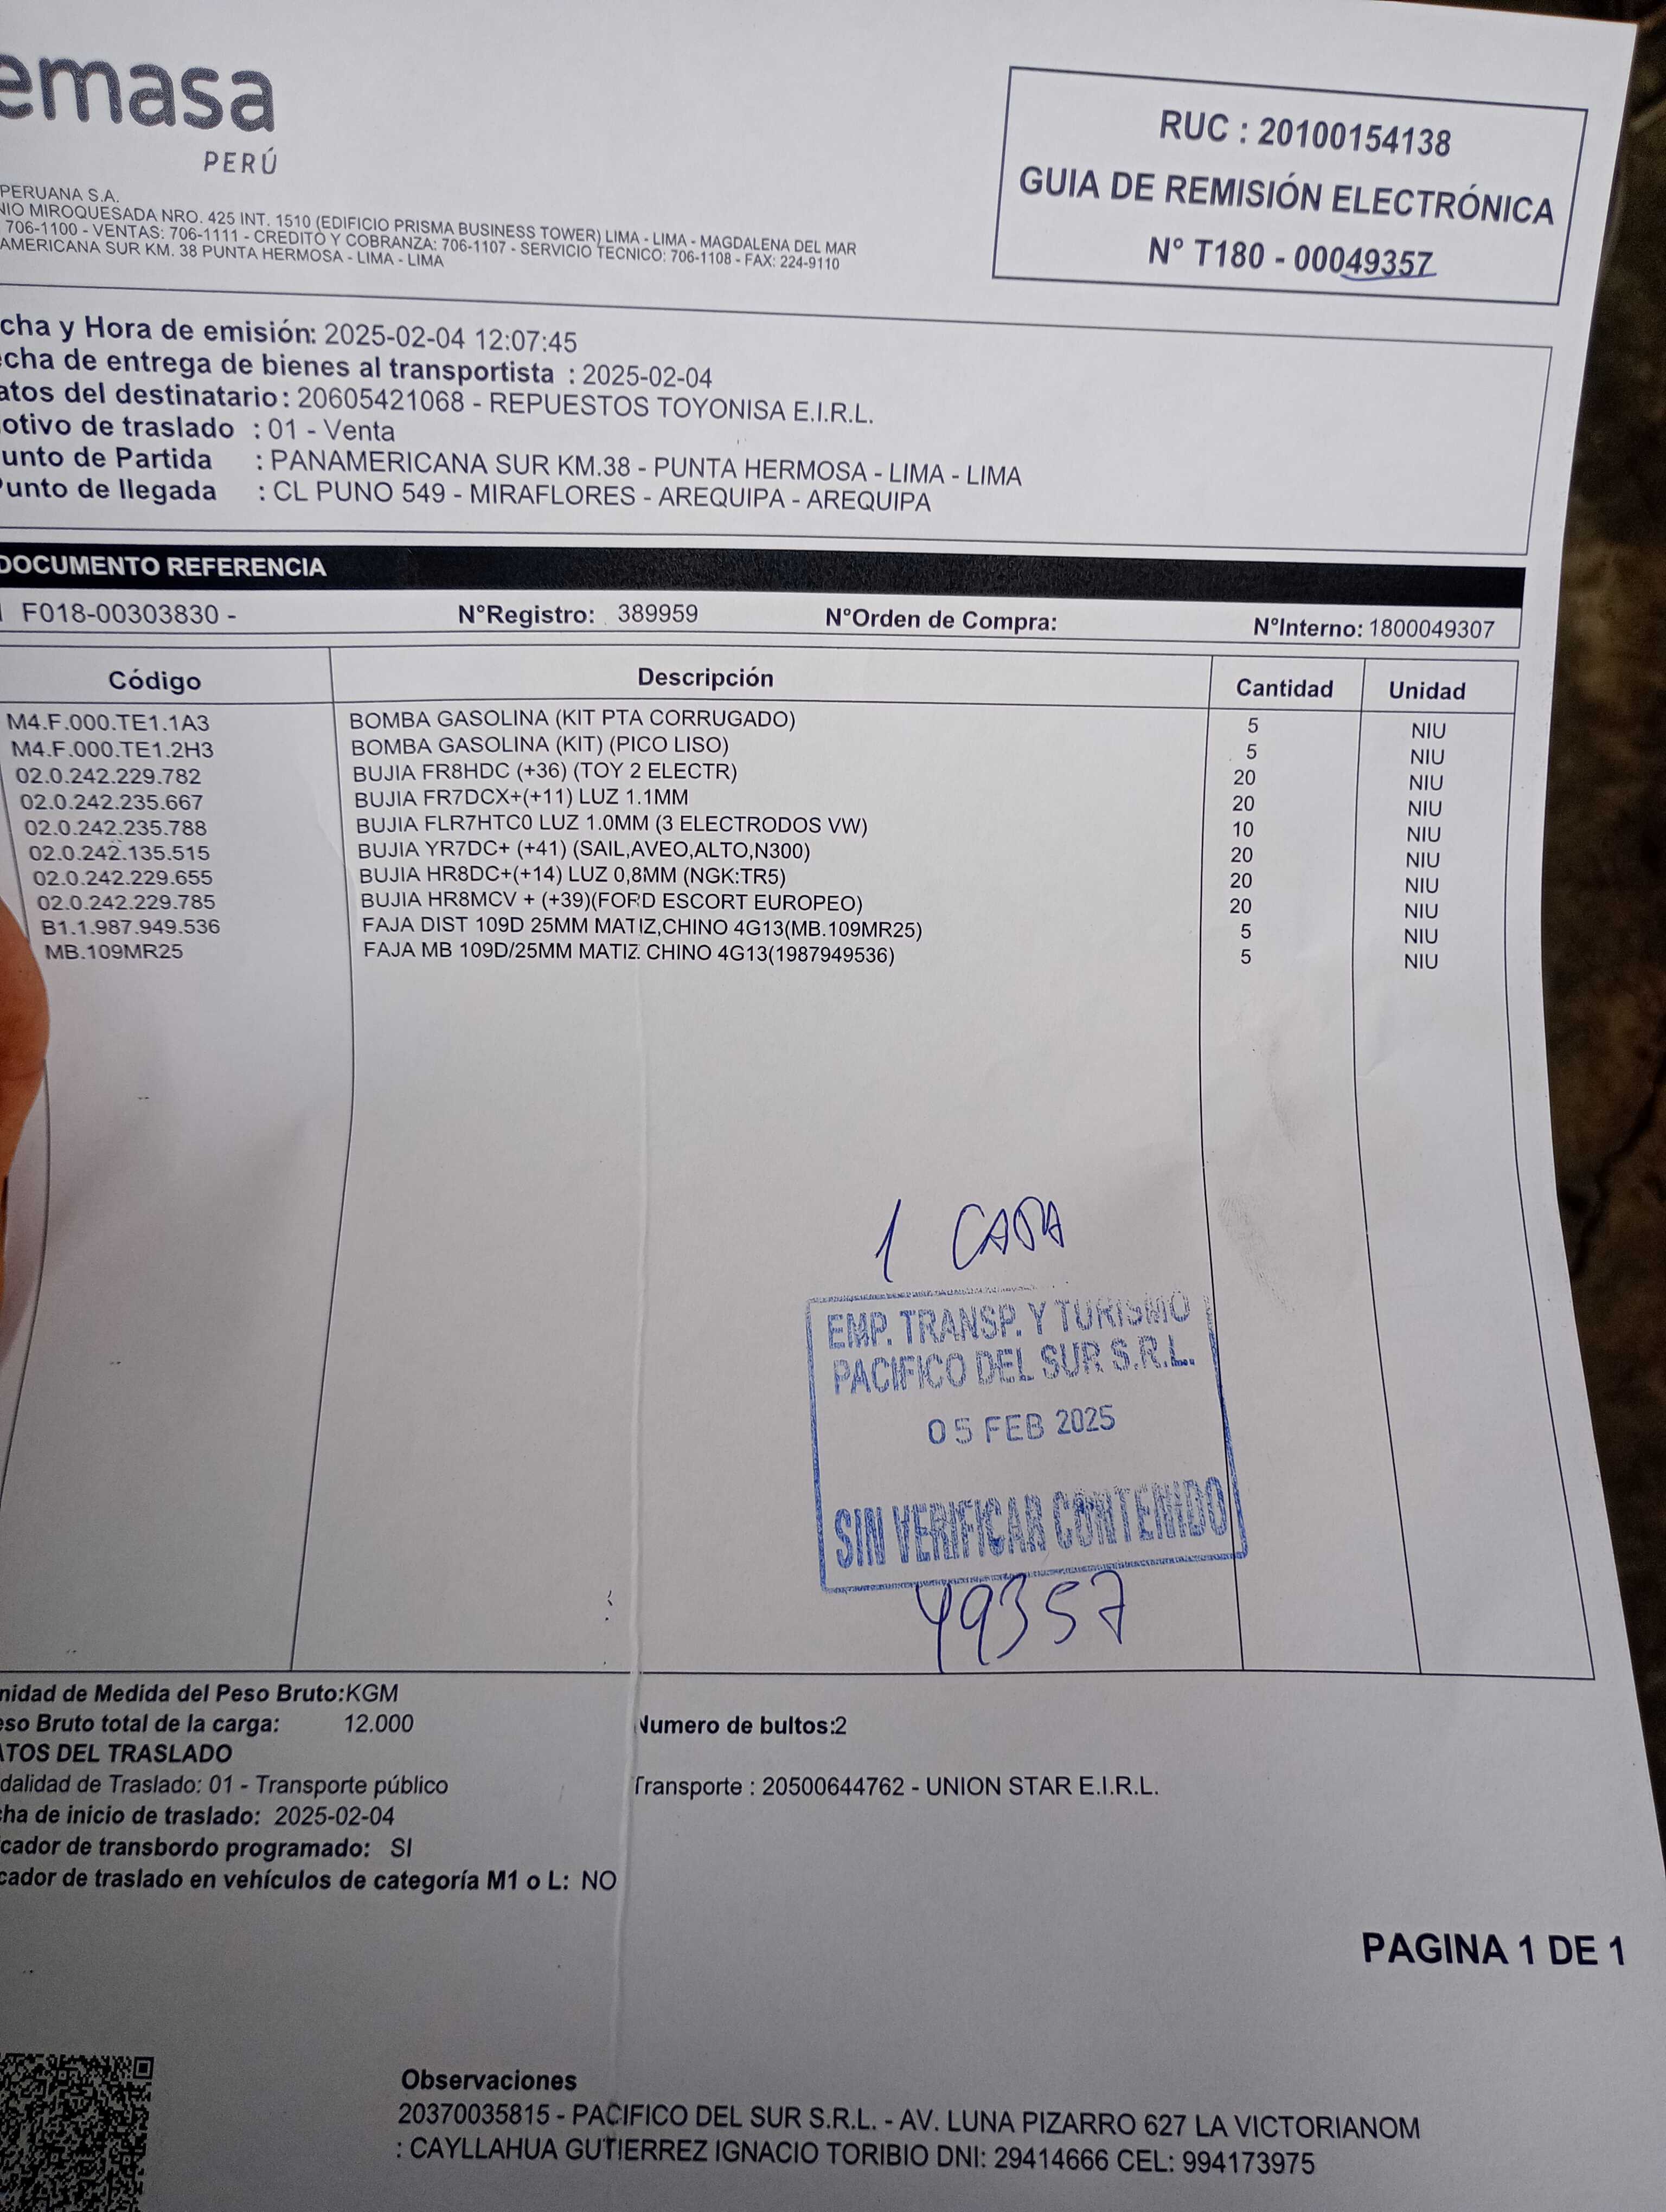 emasa
PERÚ
PERUANA S.A.
NIO MIROQUESADA NRO. 425 INT. 1510 (EDIFICIO PRISMA BUSINESS TOWER) LIMA - LIMA - MAGDALENA DEL MAR
706-1100 - VENTAS: 706-1111 - CREDITO Y COBRANZA: 706-1107 - SERVICIO TECNICO: 706-1108 - FAX: 224-9110
AMERICANA SUR KM. 38 PUNTA HERMOSA - LIMA - LIMA
RUC : 20100154138
GUIA DE REMISIÓN ELECTRÓNICA
N° T180 - 00049357
cha y Hora de emisión: 2025-02-04 12:07:45
echa de entrega de bienes al transportista : 2025-02-04
atos del destinatario: 20605421068 - REPUESTOS TOYONISA E.I.R.L.
otivo de traslado : 01 - Venta
unto de Partida : PANAMERICANA SUR KM.38 - PUNTA HERMOSA - LIMA - LIMA
Punto de llegada : CL PUNO 549 - MIRAFLORES - AREQUIPA - AREQUIPA
DOCUMENTO REFERENCIA
F018-00303830 - N°Registro: 389959 N°Orden de Compra: N°Interno: 1800049307
Código Descripción Cantidad Unidad
M4.F.000.TE1.1A3 BOMBA GASOLINA (KIT PTA CORRUGADO) 5 NIU
M4.F.000.TE1.2H3 BOMBA GASOLINA (KIT) (PICO LISO) 5 NIU
02.0.242.229.782 BUJIA FR8HDC (+36) (TOY 2 ELECTR) 20 NIU
02.0.242.235.667 BUJIA FR7DCX+(+11) LUZ 1.1MM 20 NIU
02.0.242.235.788 BUJIA FLR7HTC0 LUZ 1.0MM (3 ELECTRODOS VW) 10 NIU
02.0.242.135.515 BUJIA YR7DC+ (+41) (SAIL,AVEO,ALTO,N300) 20 NIU
02.0.242.229.655 BUJIA HR8DC+(+14) LUZ 0,8MM (NGK:TR5) 20 NIU
02.0.242.229.785 BUJIA HR8MCV + (+39)(FORD ESCORT EUROPEO) 20 NIU
B1.1.987.949.536 FAJA DIST 109D 25MM MATIZ,CHINO 4G13(MB.109MR25) 5 NIU
MB.109MR25 FAJA MB 109D/25MM MATIZ. CHINO 4G13(1987949536) 5 NIU
1 CAJA
EMP. TRANSP. Y TURISMO
PACIFICO DEL SUR S.R.L.
05 FEB 2025
SIN VERIFICAR CONTENIDO
49357
nidad de Medida del Peso Bruto:KGM
eso Bruto total de la carga: 12.000 Numero de bultos:2
ATOS DEL TRASLADO
dalidad de Traslado: 01 - Transporte público Transporte : 20500644762 - UNION STAR E.I.R.L.
cha de inicio de traslado: 2025-02-04
cador de transbordo programado: SI
cador de traslado en vehículos de categoría M1 o L: NO
PAGINA 1 DE 1
Observaciones
20370035815 - PACIFICO DEL SUR S.R.L. - AV. LUNA PIZARRO 627 LA VICTORIANOM
: CAYLLAHUA GUTIERREZ IGNACIO TORIBIO DNI: 29414666 CEL: 994173975